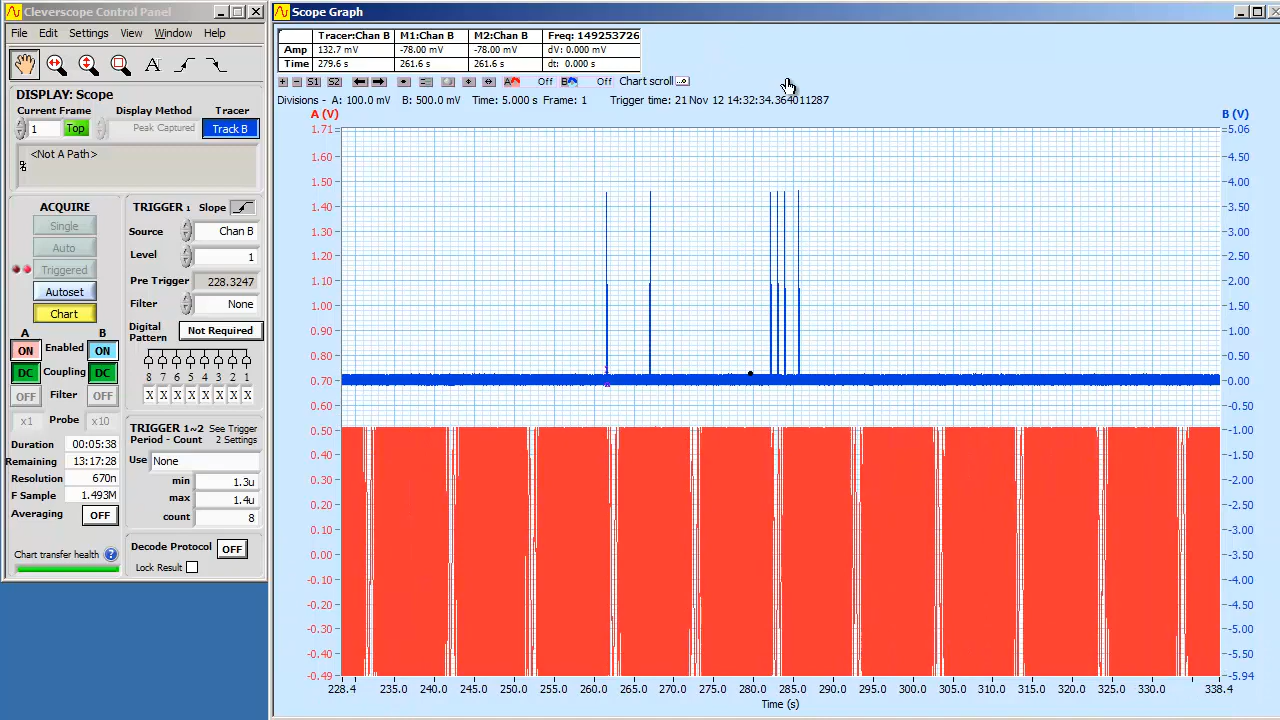 Cleverscope Control Panel
File Edit Settings View Window Help
DISPLAY: Scope
Current Frame Display Method Tracer
1 Top Peak Captured Track B
<Not A Path>
ACQUIRE
Single
Auto
Triggered
Autoset
Chart
A B
ON Enabled ON
DC Coupling DC
OFF Filter OFF
x1 Probe x10
Duration 00:05:38
Remaining 13:17:28
Resolution 670n
F Sample 1.493M
Averaging OFF
Chart transfer health ?
TRIGGER 1 Slope
Source Chan B
Level 1
Pre Trigger 228.3247
Filter None
Digital Pattern Not Required
8 7 6 5 4 3 2 1
X X X X X X X X
TRIGGER 1~2 See Trigger
Period - Count 2 Settings
Use None
min 1.3u
max 1.4u
count 8
Decode Protocol OFF
Lock Result
Scope Graph
Tracer:Chan B M1:Chan B M2:Chan B Freq: 149253726
Amp 132.7 mV -78.00 mV -78.00 mV dV: 0.000 mV
Time 279.6 s 261.6 s 261.6 s dt: 0.000 s
S1 S2 A Off B Off Chart scroll
Divisions - A: 100.0 mV B: 500.0 mV Time: 5.000 s Frame: 1 Trigger time: 21 Nov 12 14:32:34.364011287
A (V) B (V)
1.71 5.06
1.60 4.50
1.50 4.00
1.40 3.50
1.30 3.00
1.20 2.50
1.10 2.00
1.00 1.50
0.90 1.00
0.80 0.50
0.70 0.00
0.60 -0.50
0.50 -1.00
0.40 -1.50
0.30 -2.00
0.20 -2.50
0.10 -3.00
0.00 -3.50
-0.10 -4.00
-0.20 -4.50
-0.30 -5.00
-0.40 -5.50
-0.49 -5.94
228.4 235.0 240.0 245.0 250.0 255.0 260.0 265.0 270.0 275.0 280.0 285.0 290.0 295.0 300.0 305.0 310.0 315.0 320.0 325.0 330.0 338.4
Time (s)